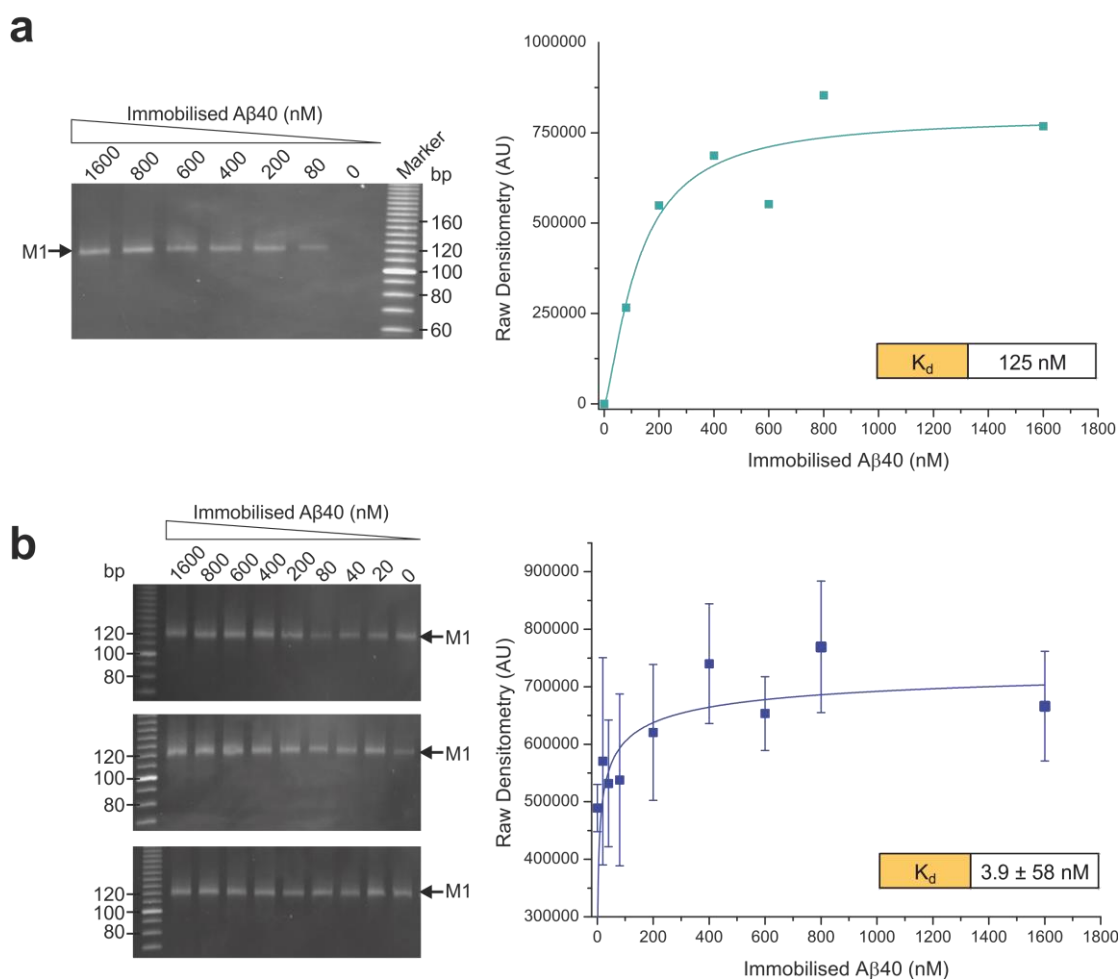 a
Immobilised Aβ40 (nM)
1600 800 600 400 200 80 0 Marker
bp
160
M1
120
100
80
60
1000000
750000
500000
250000
0
Raw Densitometry (AU)
Kd 125 nM
0 200 400 600 800 1000 1200 1400 1600 1800
Immobilised Aβ40 (nM)
b
Immobilised Aβ40 (nM)
bp
1600 800 600 400 200 80 40 20 0
120
M1
100
80
bp
120
M1
100
80
bp
120
M1
100
80
900000
800000
700000
600000
500000
400000
300000
Raw Densitometry (AU)
Kd 3.9 ± 58 nM
0 200 400 600 800 1000 1200 1400 1600 1800
Immobilised Aβ40 (nM)